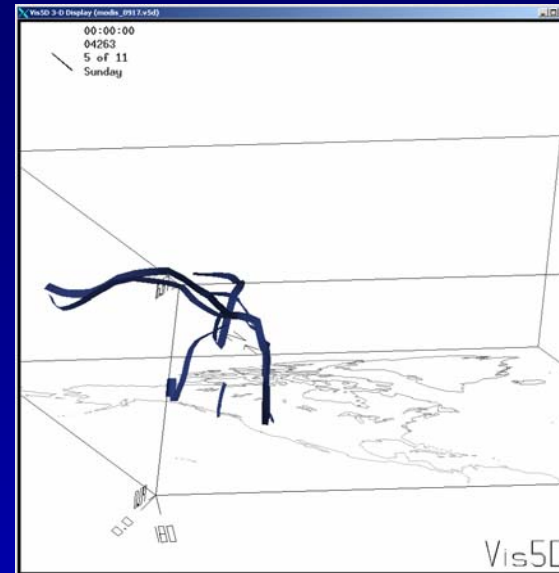 Vis5D 3-D Display (modis_0917.v5d)
00:00:00
04263
5 of 11
Sunday
0.0
180
Vis5D